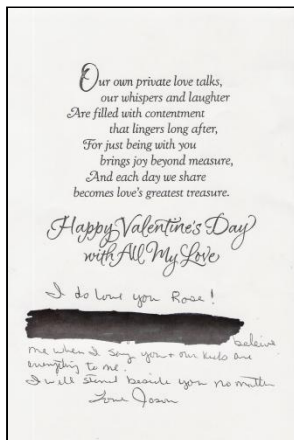 Our own private love talks,
our whispers and laughter
Are filled with contentment
that lingers long after,
For just being with you
brings joy beyond measure,
And each day we share
becomes love's greatest treasure.
Happy Valentine's Day
with All My Love
I do love you Rose!
beleive
me when I say you + our kids are
everything to me.
I will stand beside you no matter
Love Jason